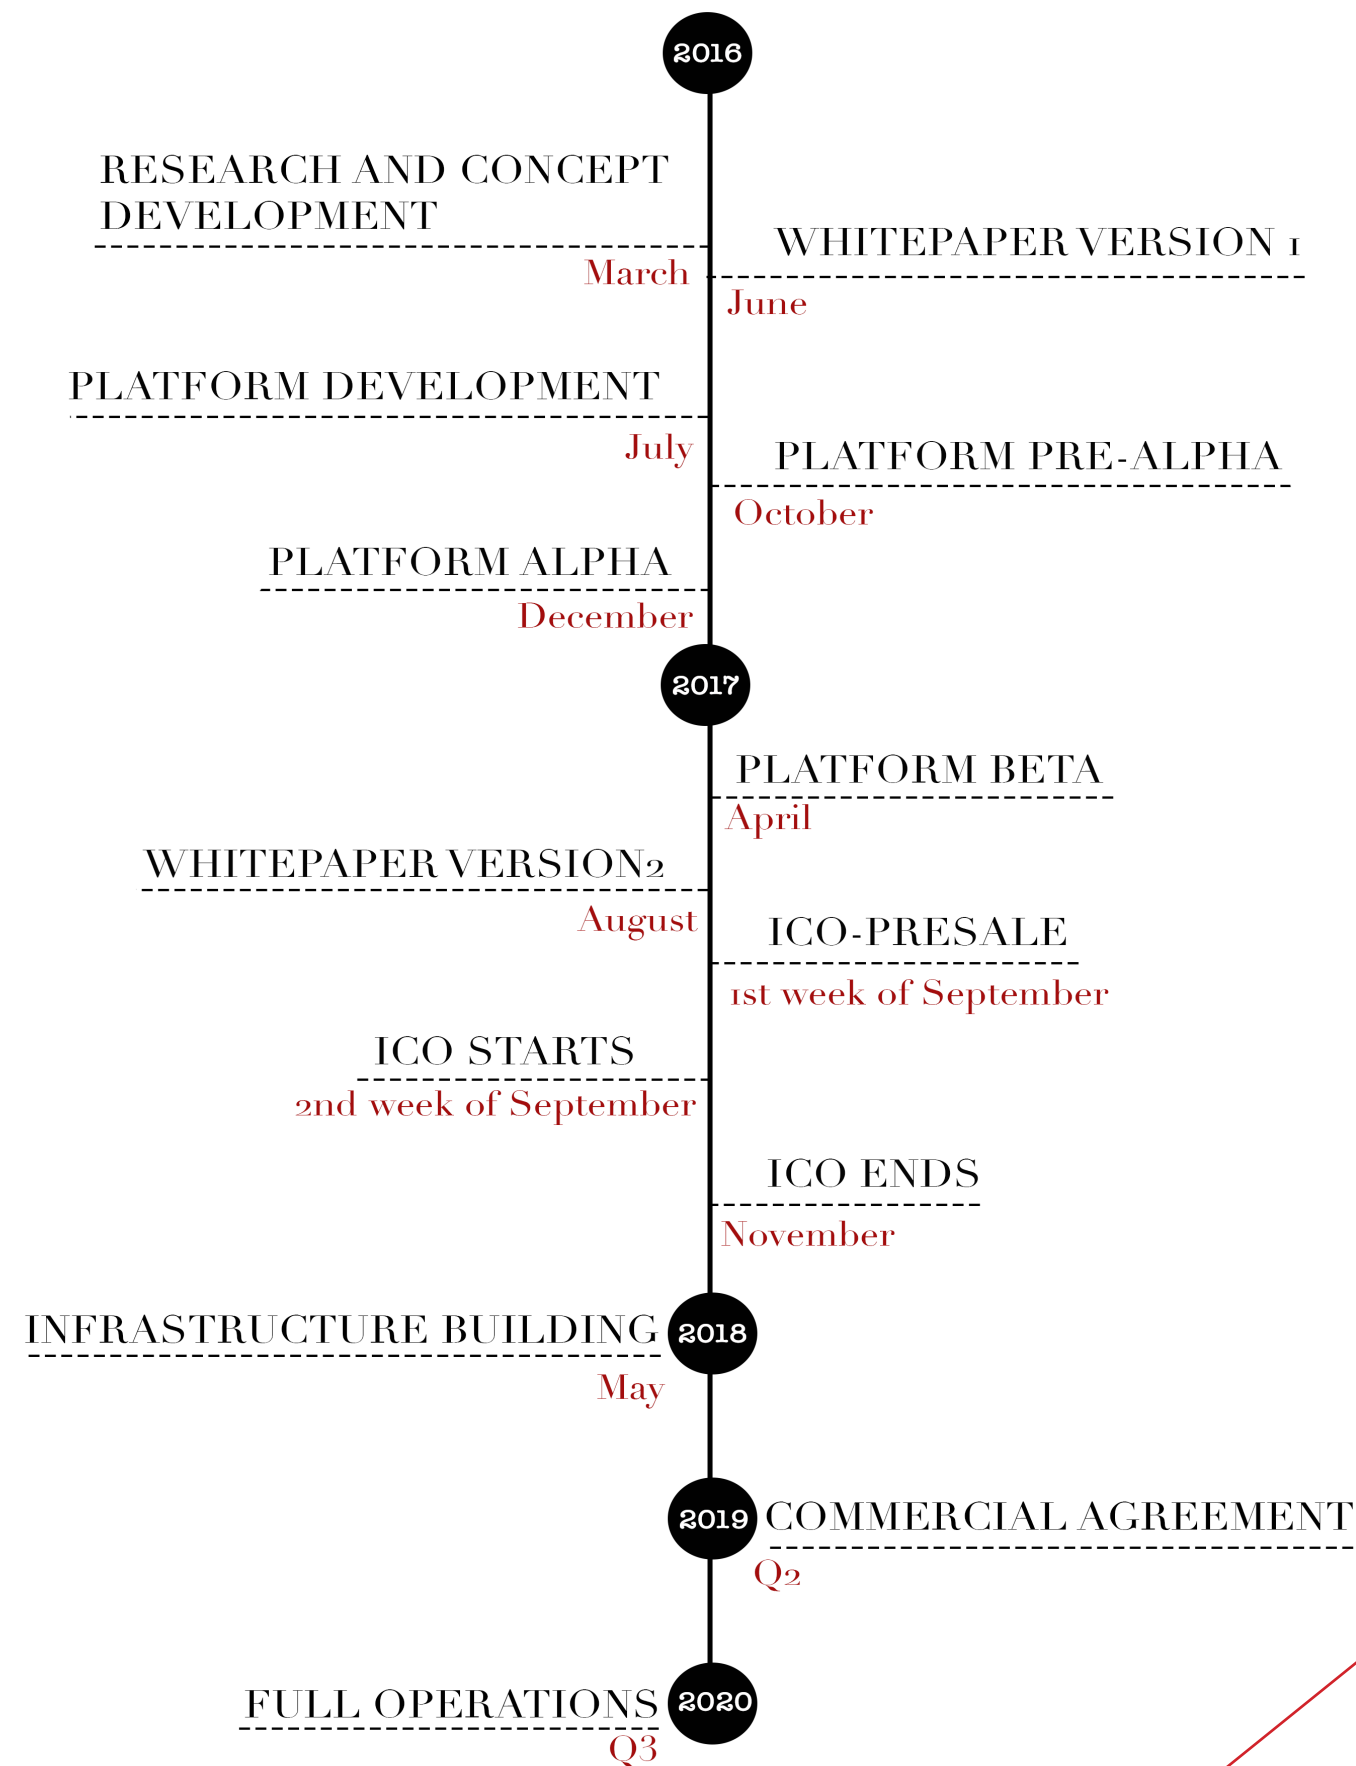 2016
RESEARCH AND CONCEPT
DEVELOPMENT
March
WHITEPAPER VERSION 1
June
PLATFORM DEVELOPMENT
July
PLATFORM PRE-ALPHA
October
PLATFORM ALPHA
December
2017
PLATFORM BETA
April
WHITEPAPER VERSION2
August
ICO-PRESALE
1st week of September
ICO STARTS
2nd week of September
ICO ENDS
November
INFRASTRUCTURE BUILDING
2018
May
2019
COMMERCIAL AGREEMENT
Q2
FULL OPERATIONS
2020
Q3